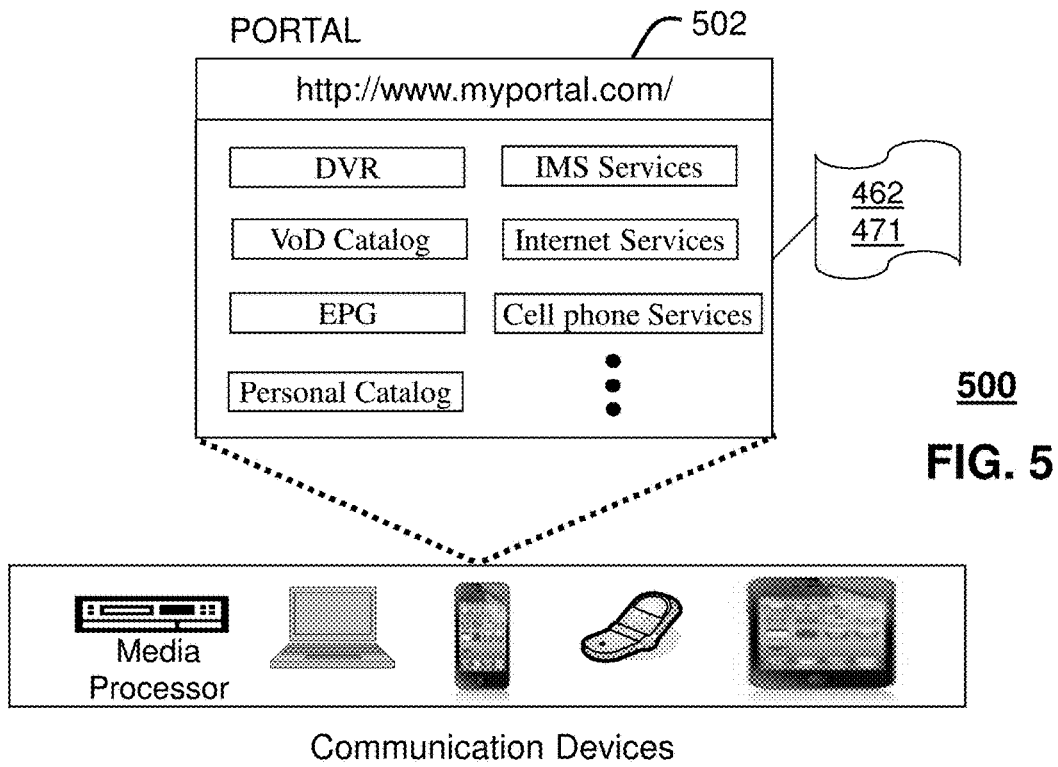 PORTAL
502
http://www.myportal.com/
DVR
IMS Services
VoD Catalog
Internet Services
EPG
Cell phone Services
Personal Catalog
462
471
500
FIG. 5
Media
Processor
Communication Devices